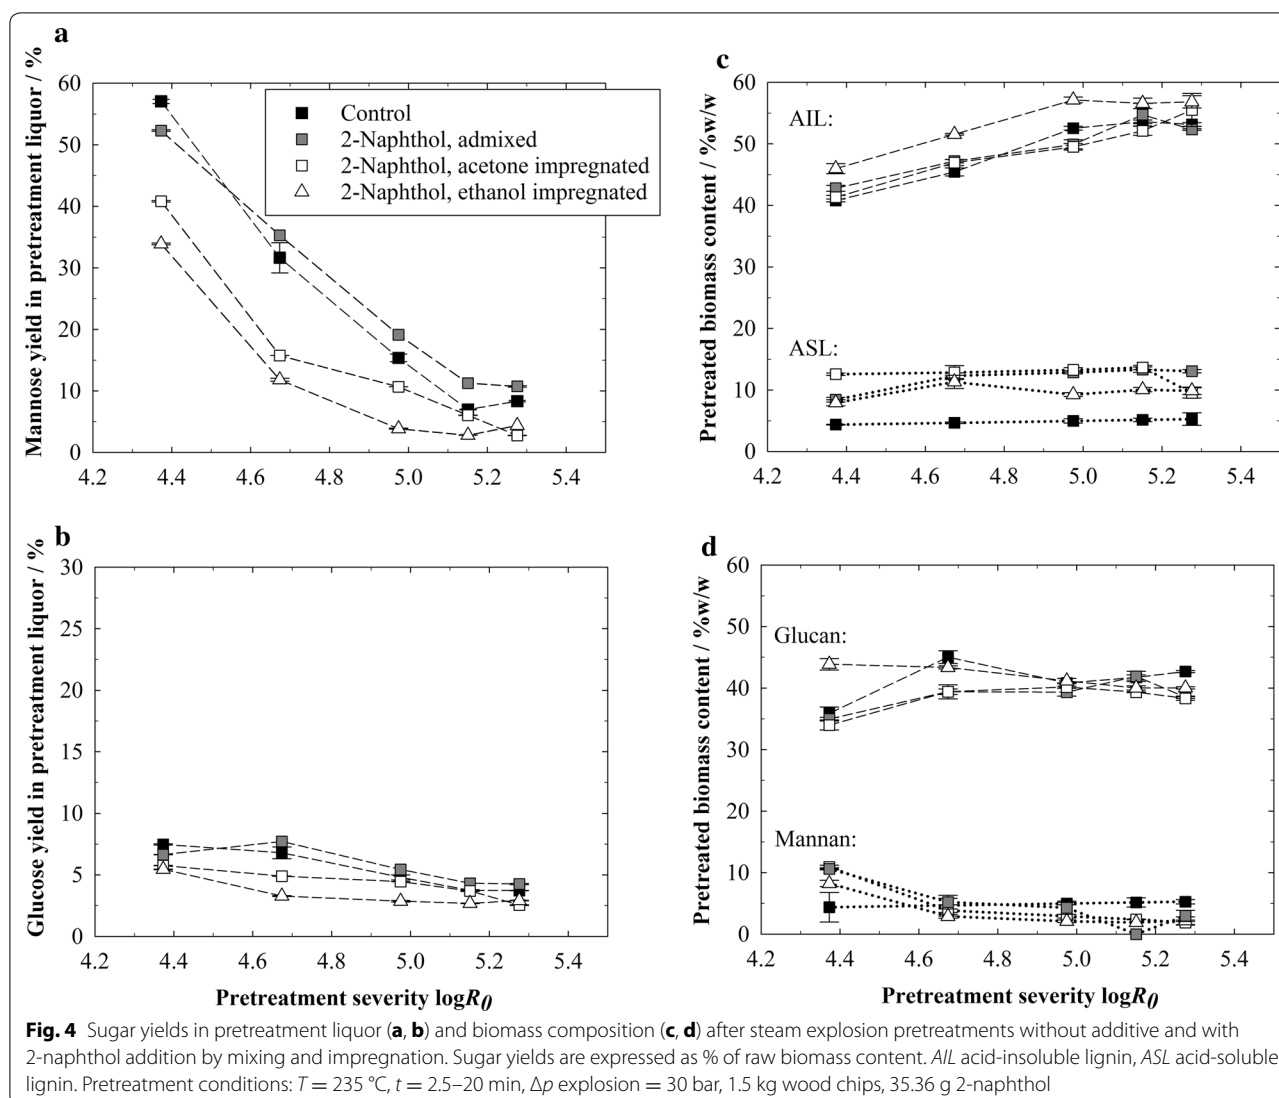 a
Mannose yield in pretreatment liquor / %
60
50
40
30
20
10
0
4.2 4.4 4.6 4.8 5.0 5.2 5.4
Control
2-Naphthol, admixed
2-Naphthol, acetone impregnated
2-Naphthol, ethanol impregnated
c
Pretreated biomass content / %w/w
60
50
40
30
20
10
0
4.2 4.4 4.6 4.8 5.0 5.2 5.4
AIL:
ASL:
b
Glucose yield in pretreatment liquor / %
30
25
20
15
10
5
0
4.2 4.4 4.6 4.8 5.0 5.2 5.4
Pretreatment severity logR0
d
Pretreated biomass content / %w/w
60
50
40
30
20
10
0
4.2 4.4 4.6 4.8 5.0 5.2 5.4
Glucan:
Mannan:
Pretreatment severity logR0
Fig. 4 Sugar yields in pretreatment liquor (a, b) and biomass composition (c, d) after steam explosion pretreatments without additive and with
2-naphthol addition by mixing and impregnation. Sugar yields are expressed as % of raw biomass content. AIL acid-insoluble lignin, ASL acid-soluble
lignin. Pretreatment conditions: T = 235 °C, t = 2.5–20 min, Δp explosion = 30 bar, 1.5 kg wood chips, 35.36 g 2-naphthol